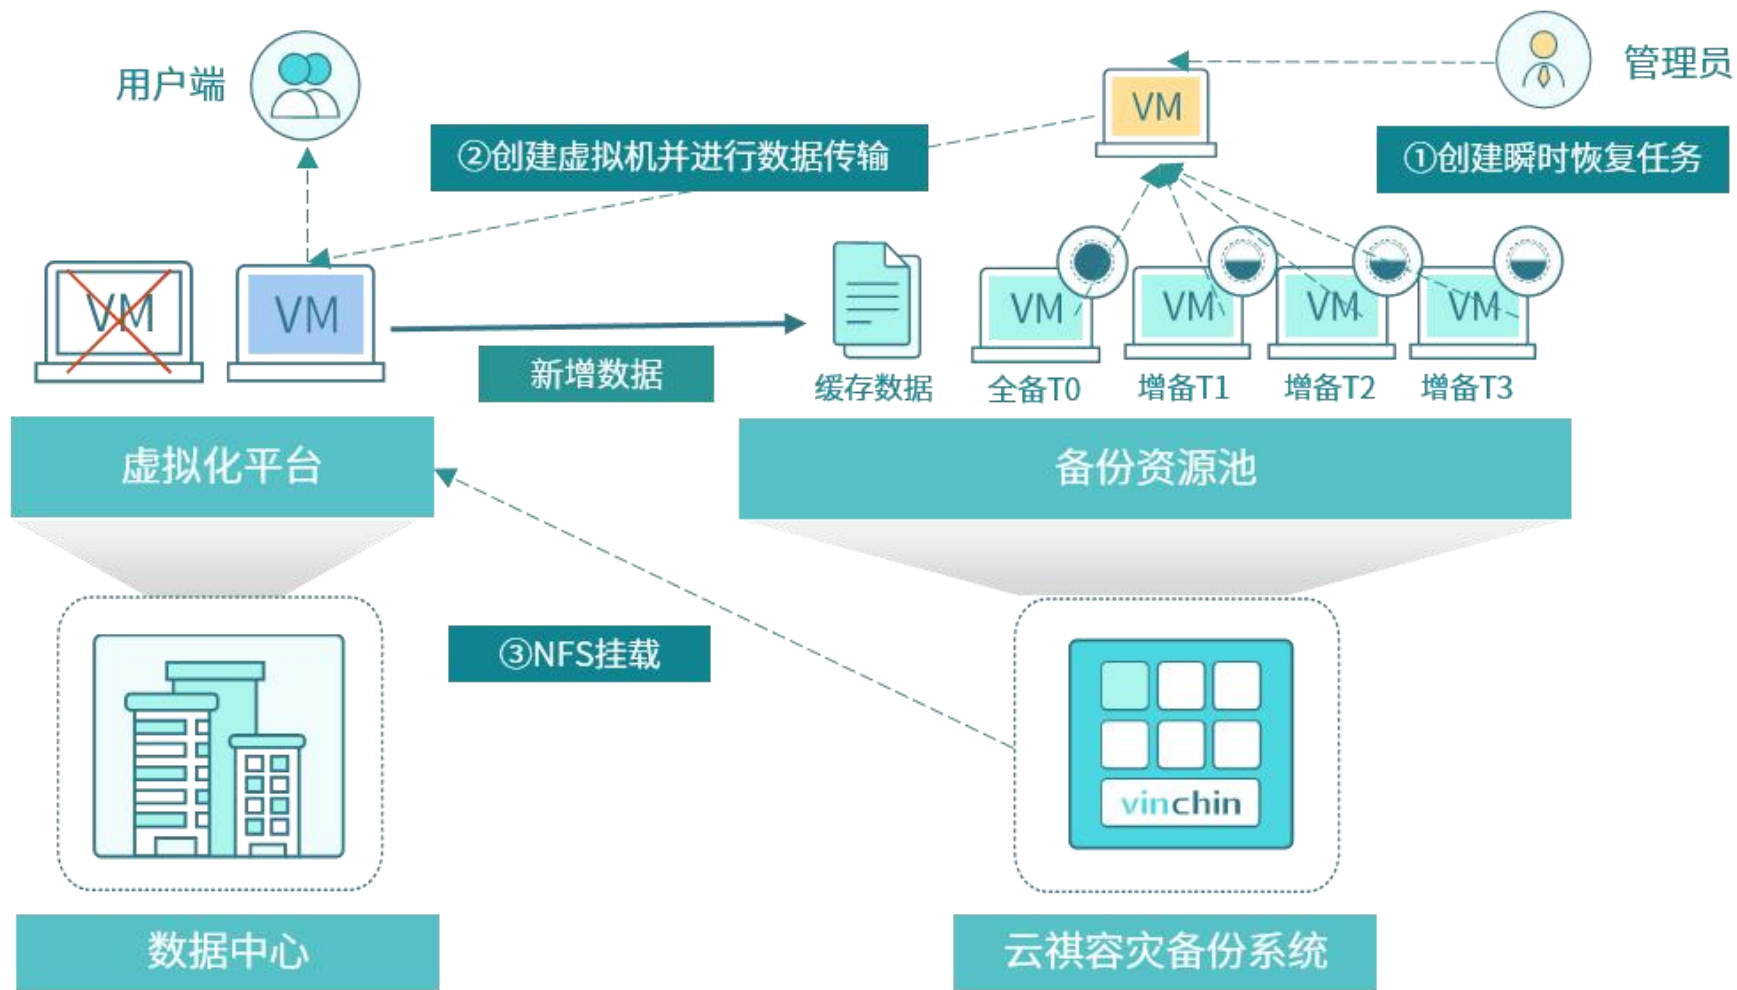 用户端
管理员
VM
②创建虚拟机并进行数据传输
①创建瞬时恢复任务
VM
VM
VM
VM
VM
VM
新增数据
缓存数据
全备T0
增备T1
增备T2
增备T3
虚拟化平台
备份资源池
③NFS挂载
vinchin
数据中心
云祺容灾备份系统